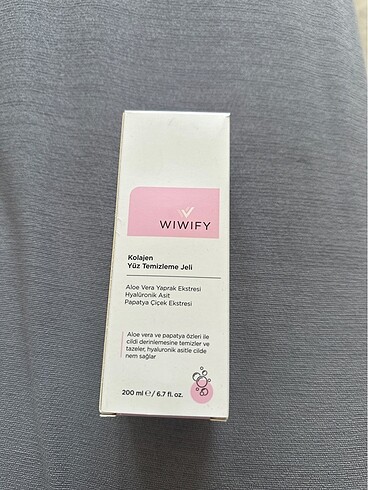 WIWIFY
Kolajen
Yüz Temizleme Jeli
Aloe Vera Yaprak Ekstresi
Hyalüronik Asit
Papatya Çiçek Ekstresi
Aloe vera ve papatya özleri ile
cildi derinlemesine temizler ve
tazeler, hyaluronik asitle cilde
nem sağlar
200 ml ℮ / 6.7 fl. oz.